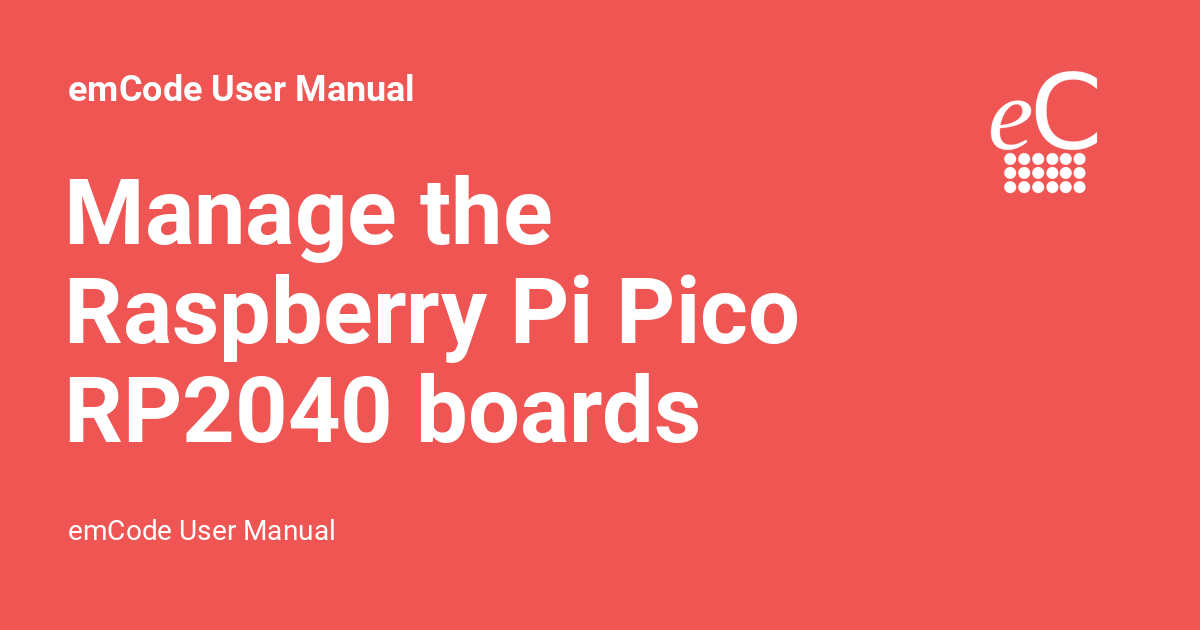 emCode User Manual
eC
Manage the
Raspberry Pi Pico
RP2040 boards
emCode User Manual